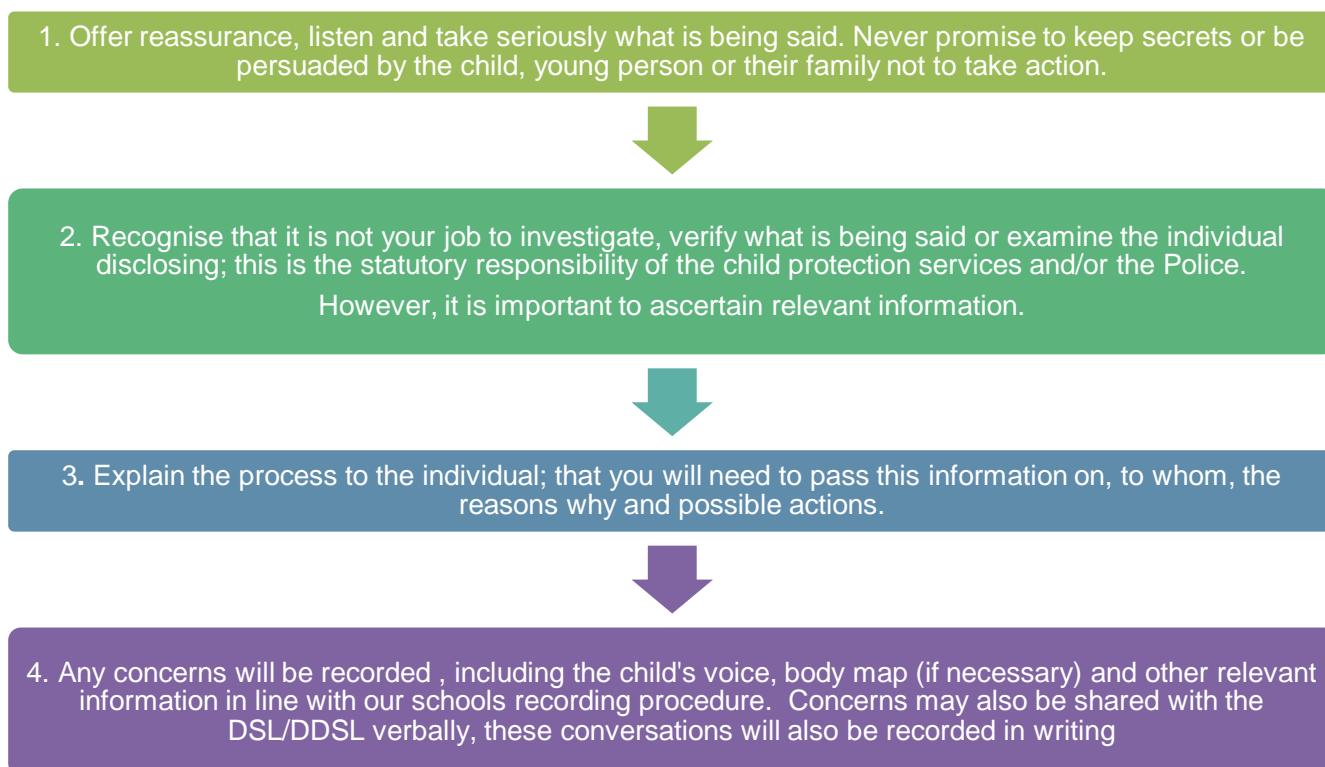 1. Offer reassurance, listen and take seriously what is being said. Never promise to keep secrets or be
persuaded by the child, young person or their family not to take action.
2. Recognise that it is not your job to investigate, verify what is being said or examine the individual
disclosing; this is the statutory responsibility of the child protection services and/or the Police.
However, it is important to ascertain relevant information.
3. Explain the process to the individual; that you will need to pass this information on, to whom, the
reasons why and possible actions.
4. Any concerns will be recorded , including the child's voice, body map (if necessary) and other relevant
information in line with our schools recording procedure.  Concerns may also be shared with the
DSL/DDSL verbally, these conversations will also be recorded in writing